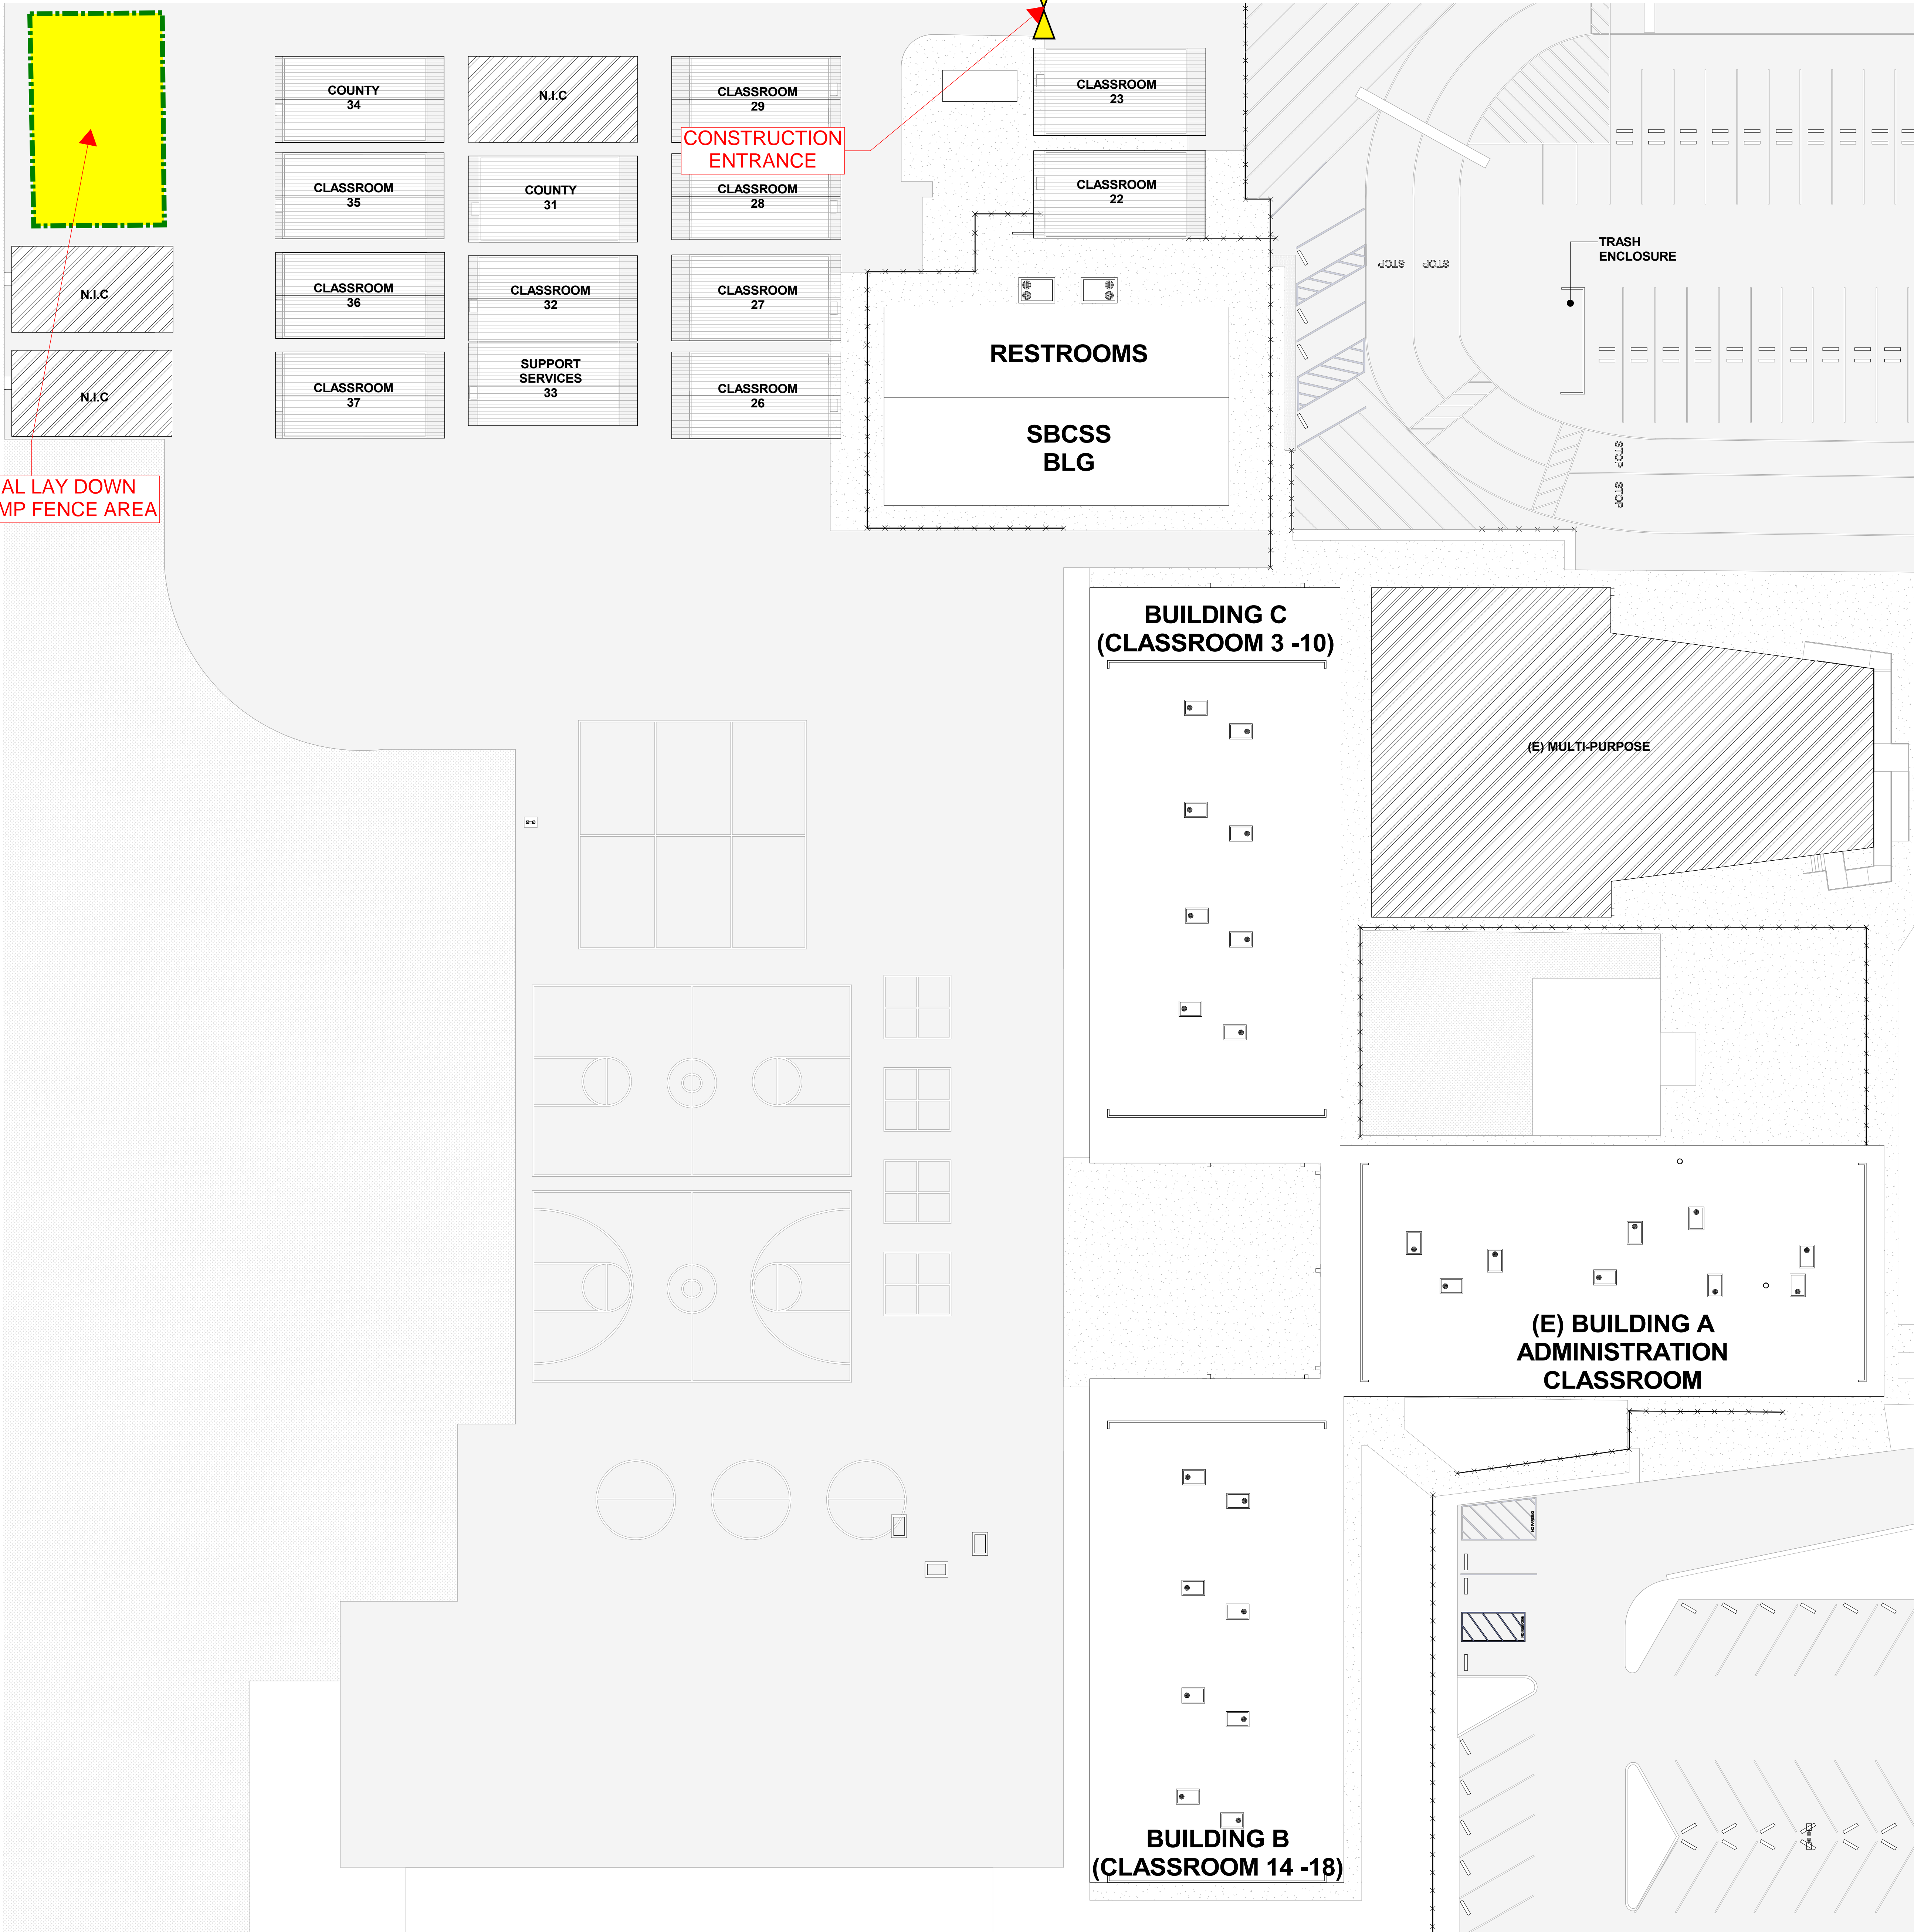 COUNTY
34
N.I.C
CLASSROOM
29
CLASSROOM
23
CONSTRUCTION
ENTRANCE
CLASSROOM
35
COUNTY
31
CLASSROOM
28
CLASSROOM
22
TRASH
ENCLOSURE
STOP
STOP
N.I.C
CLASSROOM
36
CLASSROOM
32
CLASSROOM
27
RESTROOMS
N.I.C
CLASSROOM
37
SUPPORT
SERVICES
33
CLASSROOM
26
SBCSS
BLG
STOP
STOP
AL LAY DOWN
MP FENCE AREA
BUILDING C
(CLASSROOM 3 -10)
(E) MULTI-PURPOSE
(E) BUILDING A
ADMINISTRATION
CLASSROOM
NO PARKING
BUILDING B
(CLASSROOM 14 -18)